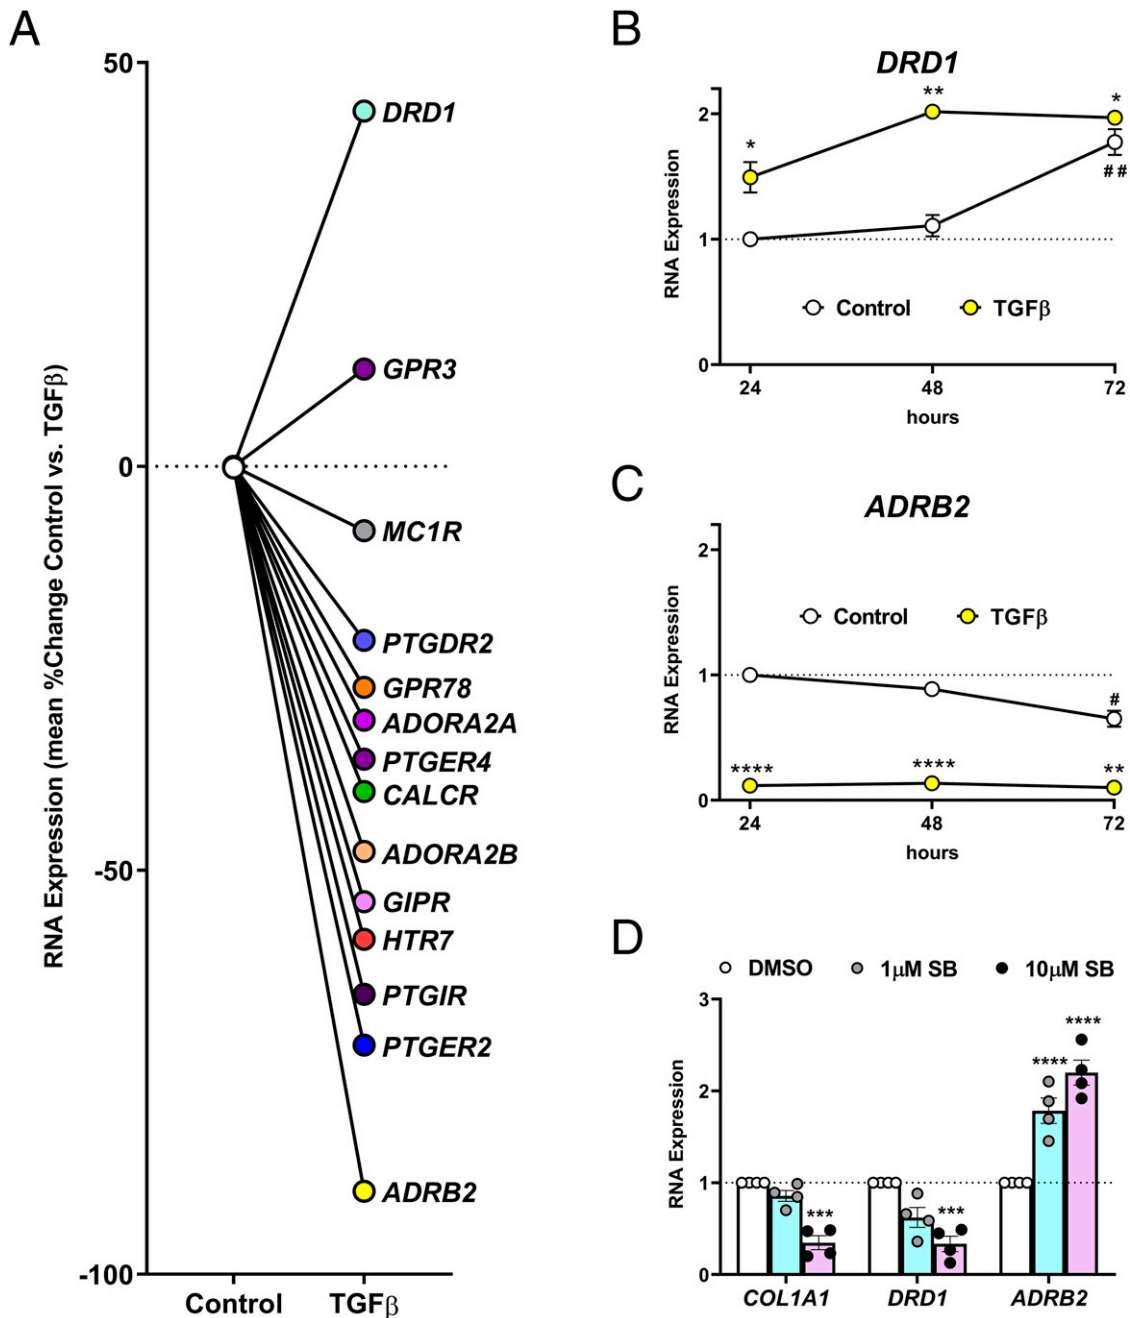 A
50
0
-50
-100
RNA Expression (mean %Change Control vs. TGFβ)
DRD1
GPR3
MC1R
PTGDR2
GPR78
ADORA2A
PTGER4
CALCR
ADORA2B
GIPR
HTR7
PTGIR
PTGER2
ADRB2
Control TGFβ
B
DRD1
RNA Expression
2
1
0
* ** *
##
Control TGFβ
24 48 72
hours
C
ADRB2
RNA Expression
2
1
0
Control TGFβ
#
**** **** **
24 48 72
hours
D
DMSO 1μM SB 10μM SB
RNA Expression
3
2
1
0
*** *** **** ****
COL1A1 DRD1 ADRB2